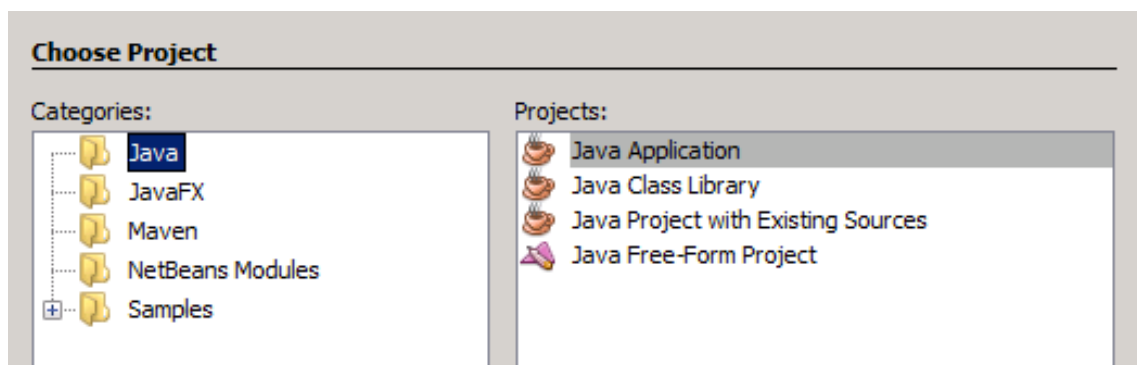 Choose Project
Categories:
Java
JavaFX
Maven
NetBeans Modules
Samples
Projects:
Java Application
Java Class Library
Java Project with Existing Sources
Java Free-Form Project